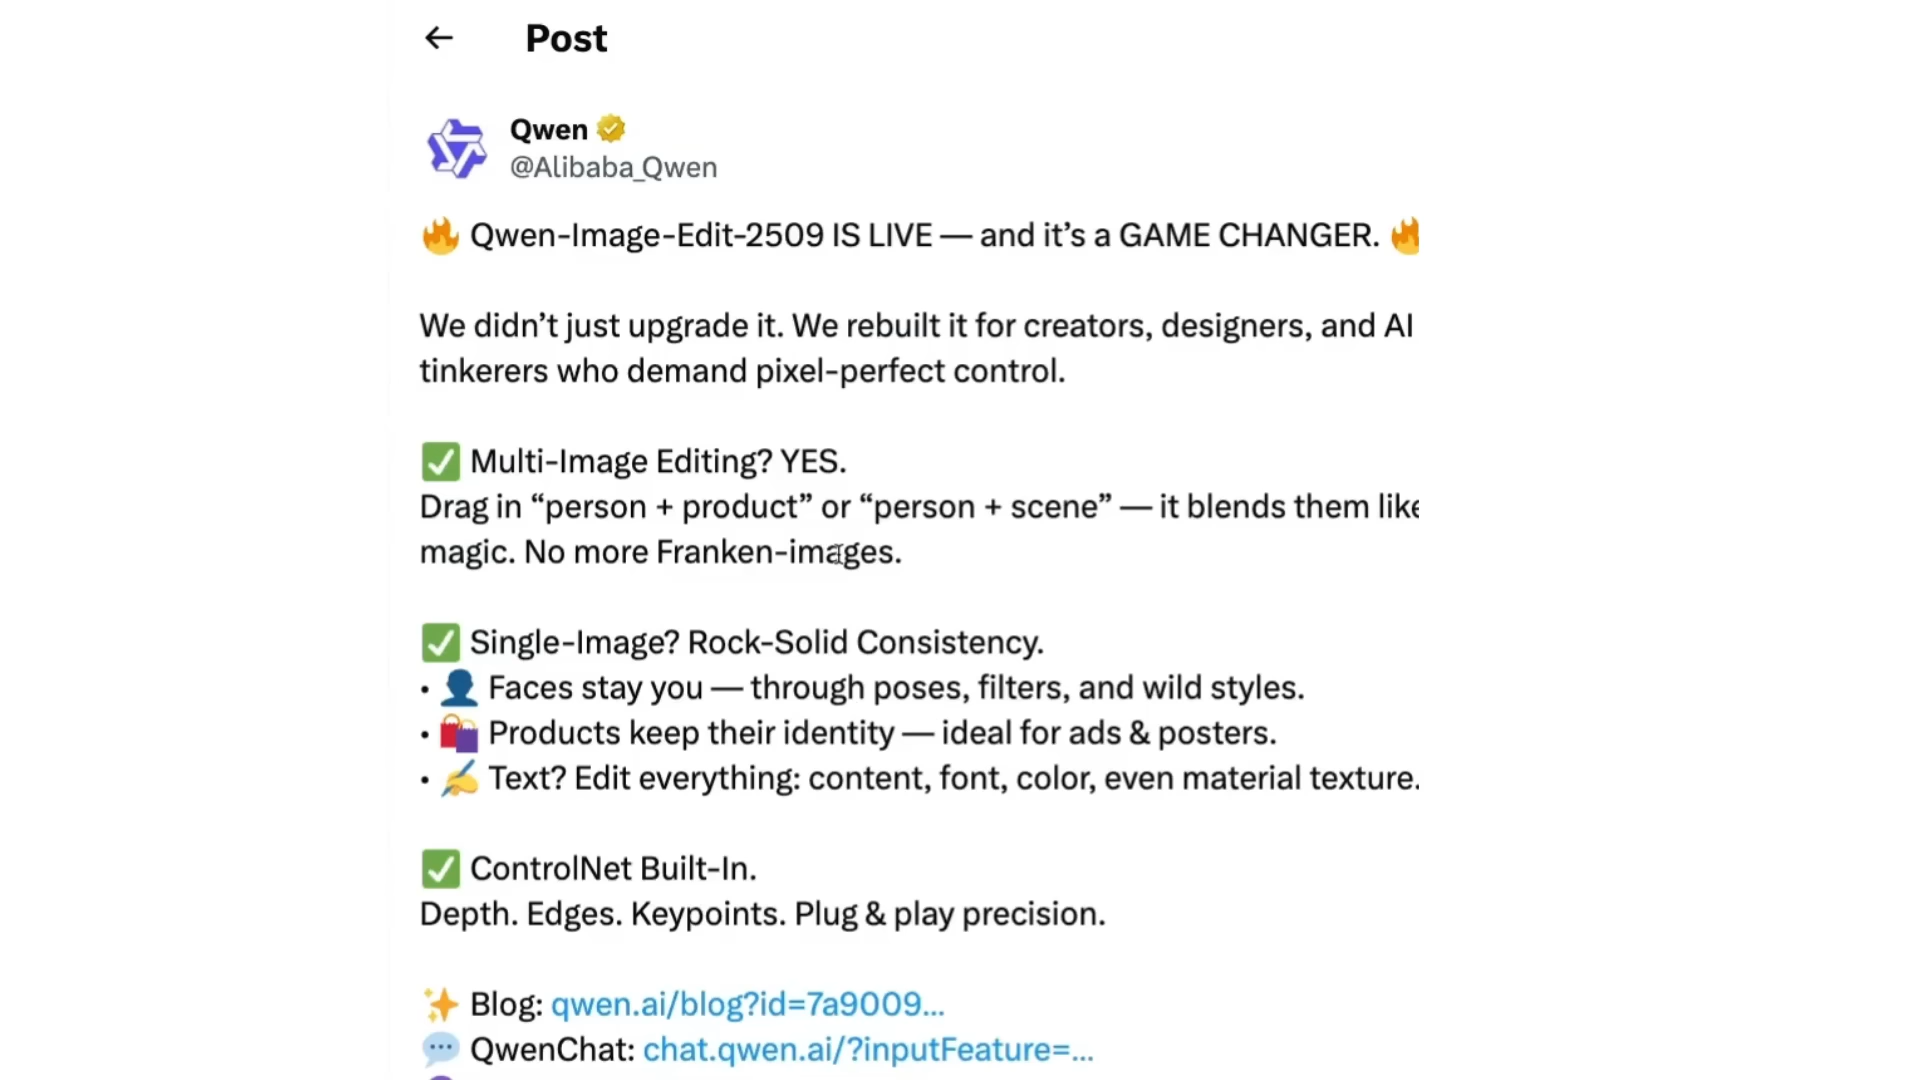 Post
Qwen
@Alibaba_Qwen
🔥 Qwen-Image-Edit-2509 IS LIVE — and it’s a GAME CHANGER. 🔥
We didn’t just upgrade it. We rebuilt it for creators, designers, and AI
tinkerers who demand pixel-perfect control.
✅ Multi-Image Editing? YES.
Drag in “person + product” or “person + scene” — it blends them like
magic. No more Franken-images.
✅ Single-Image? Rock-Solid Consistency.
• 👤 Faces stay you — through poses, filters, and wild styles.
• 🛍️ Products keep their identity — ideal for ads & posters.
• ✍️ Text? Edit everything: content, font, color, even material texture.
✅ ControlNet Built-In.
Depth. Edges. Keypoints. Plug & play precision.
✨ Blog: qwen.ai/blog?id=7a9009…
💬 QwenChat: chat.qwen.ai/?inputFeature=…